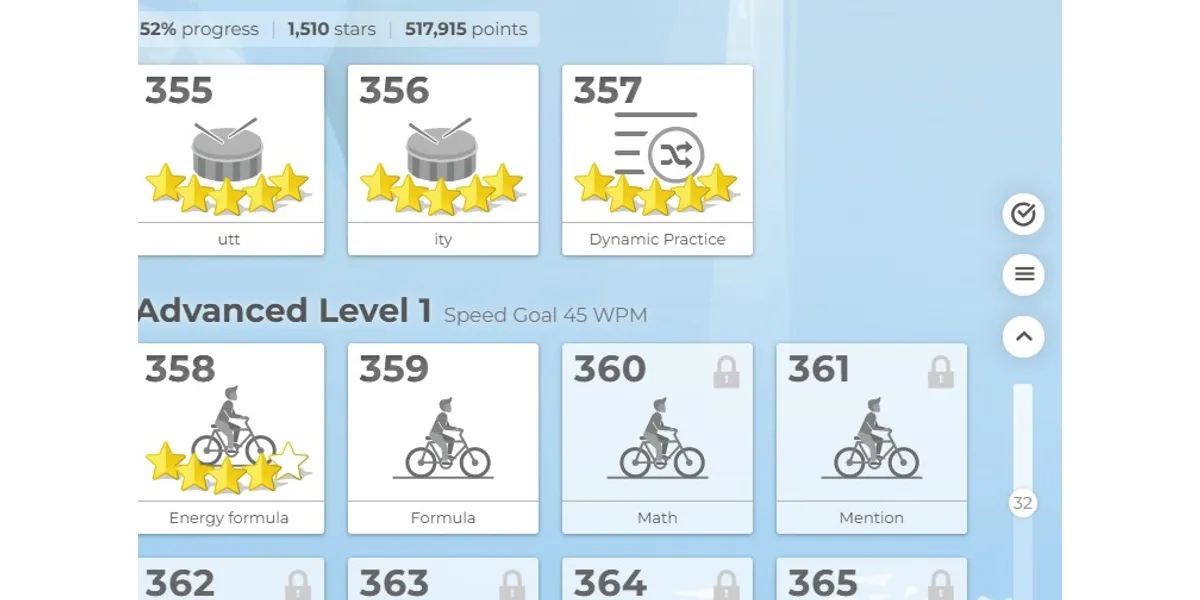 52% progress | 1,510 stars | 517,915 points
355 356 357
utt ity Dynamic Practice
Advanced Level 1 Speed Goal 45 WPM
358 359 360 361
Energy formula Formula Math Mention
32
362 363 364 365